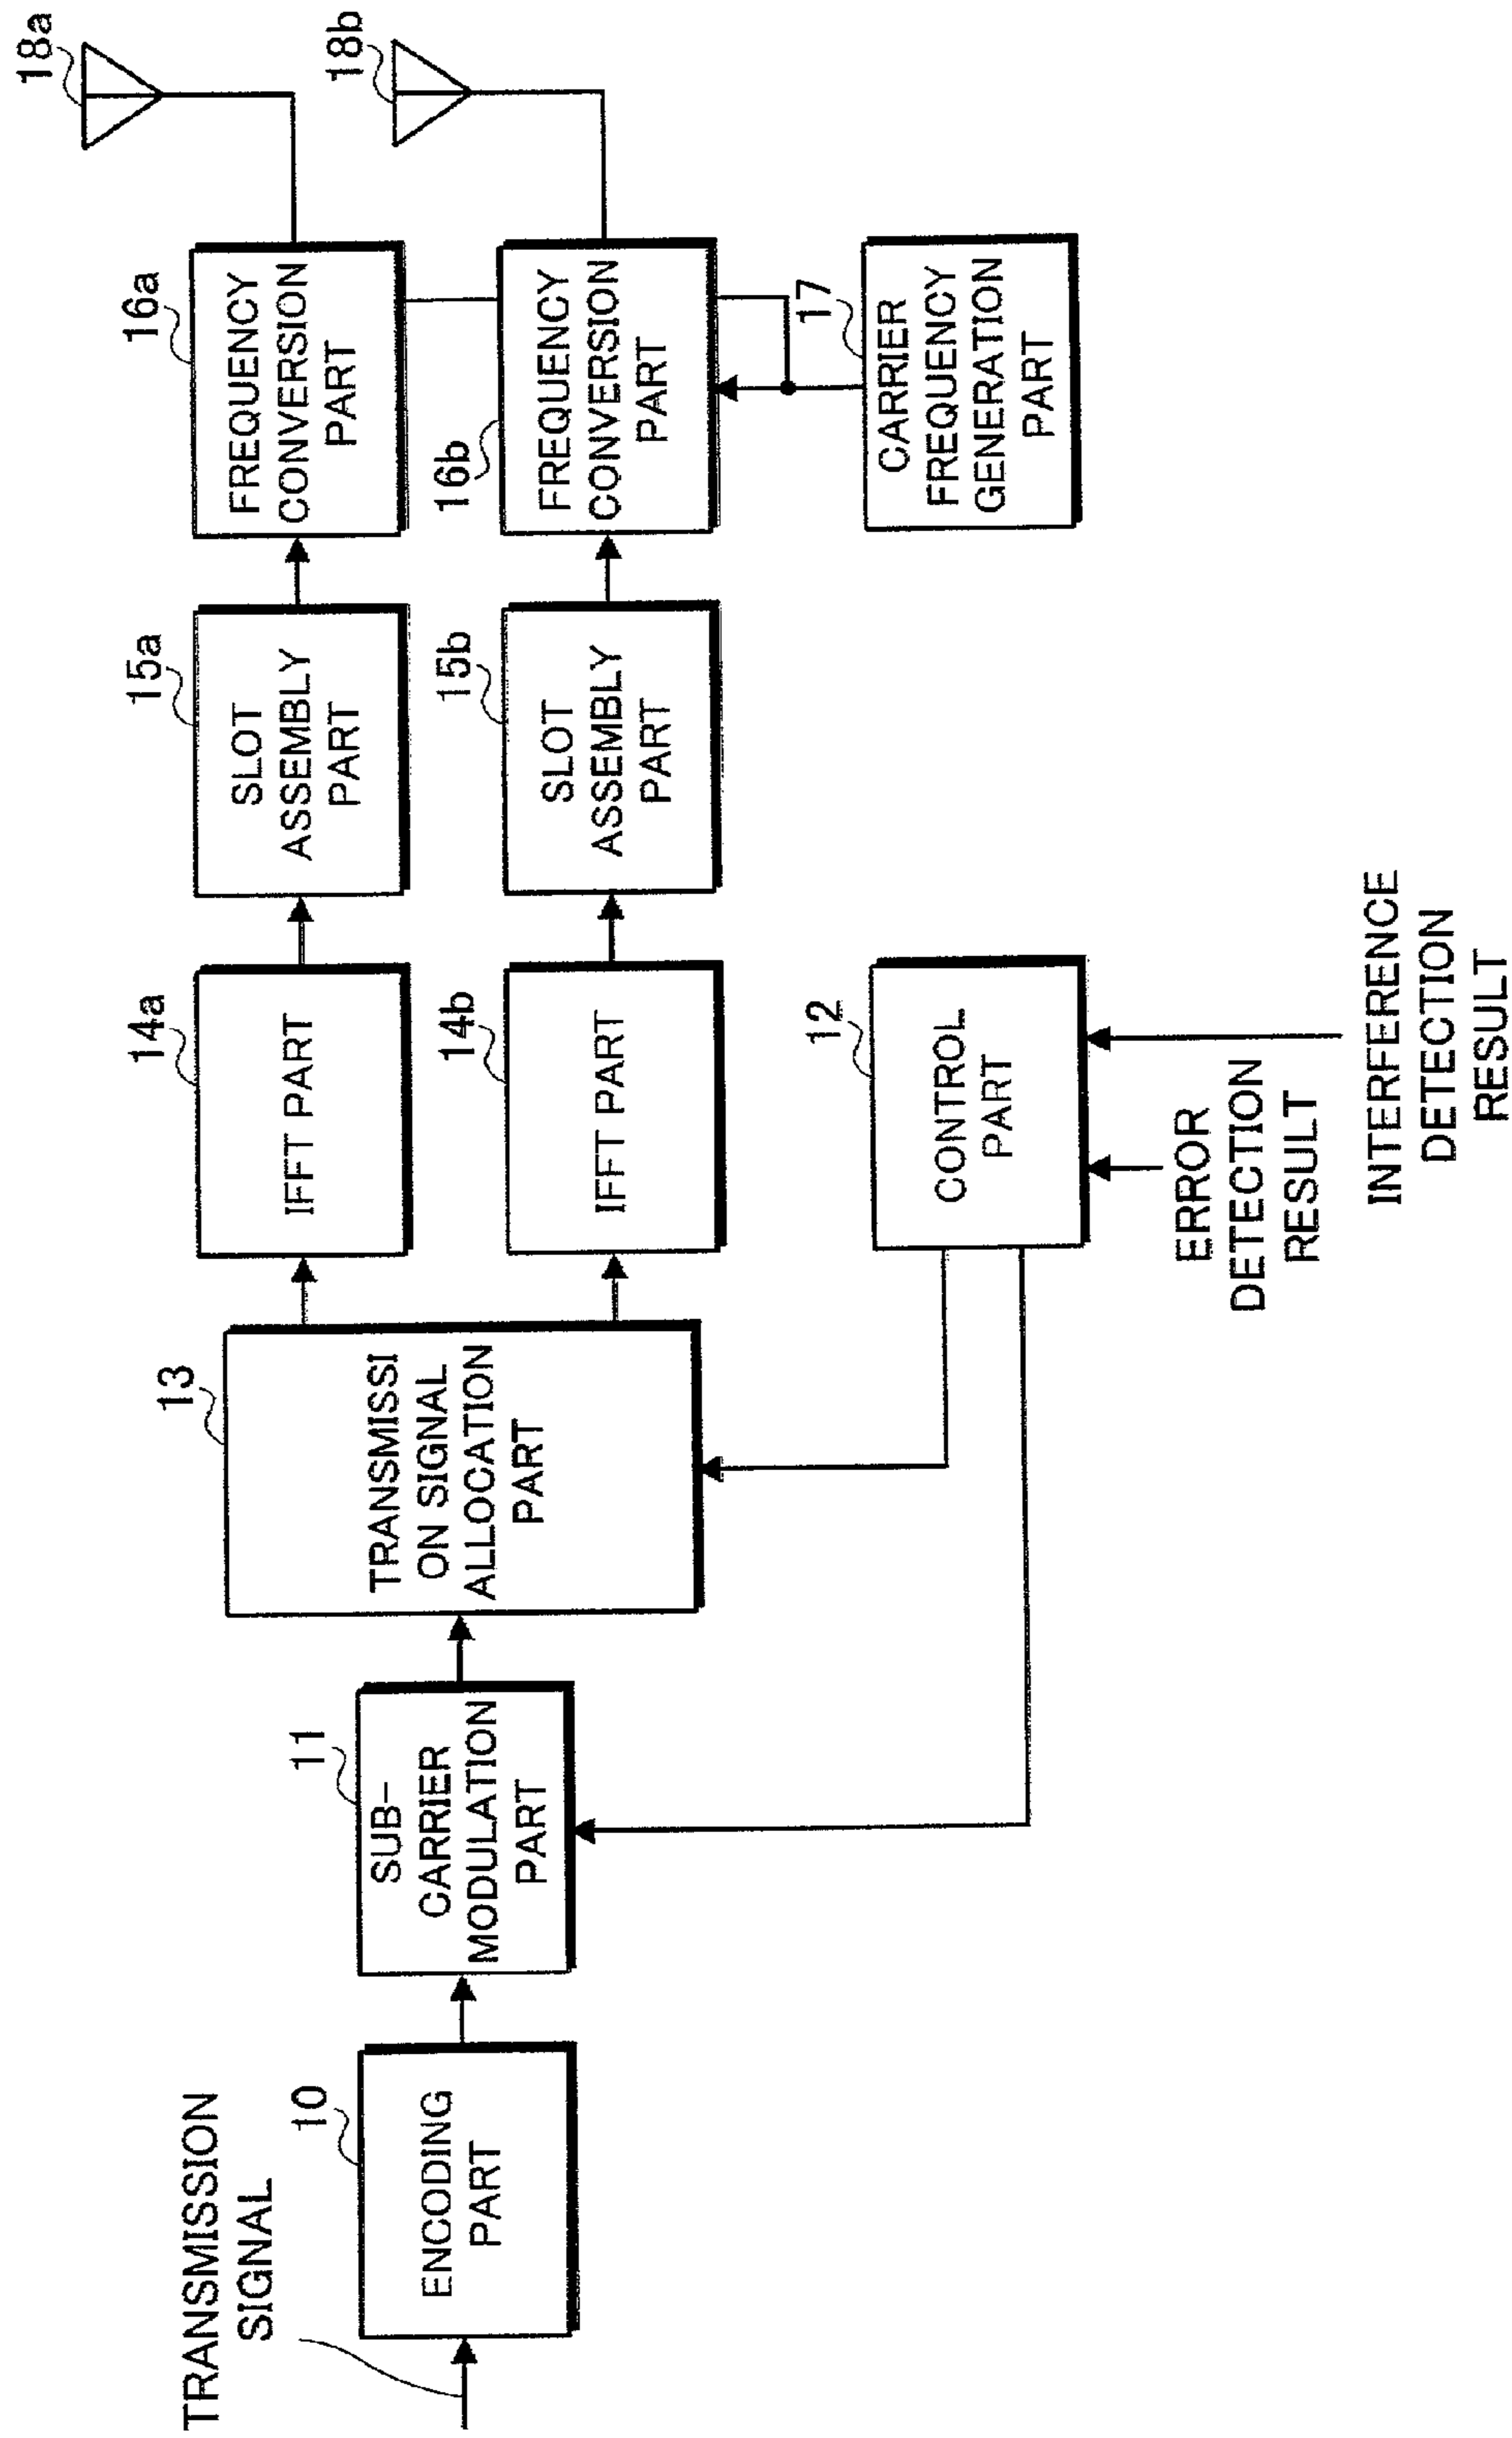 TRANSMISSION
SIGNAL
10
ENCODING
PART
11
SUB-
CARRIER
MODULATION
PART
13
TRANSMISSI
ON SIGNAL
ALLOCATION
PART
14a
IFFT PART
15a
SLOT
ASSEMBLY
PART
16a
FREQUENCY
CONVERSION
PART
18a
14b
IFFT PART
15b
SLOT
ASSEMBLY
PART
16b
FREQUENCY
CONVERSION
PART
18b
12
CONTROL
PART
17
CARRIER
FREQUENCY
GENERATION
PART
ERROR
DETECTION
RESULT
INTERFERENCE
DETECTION
RESULT